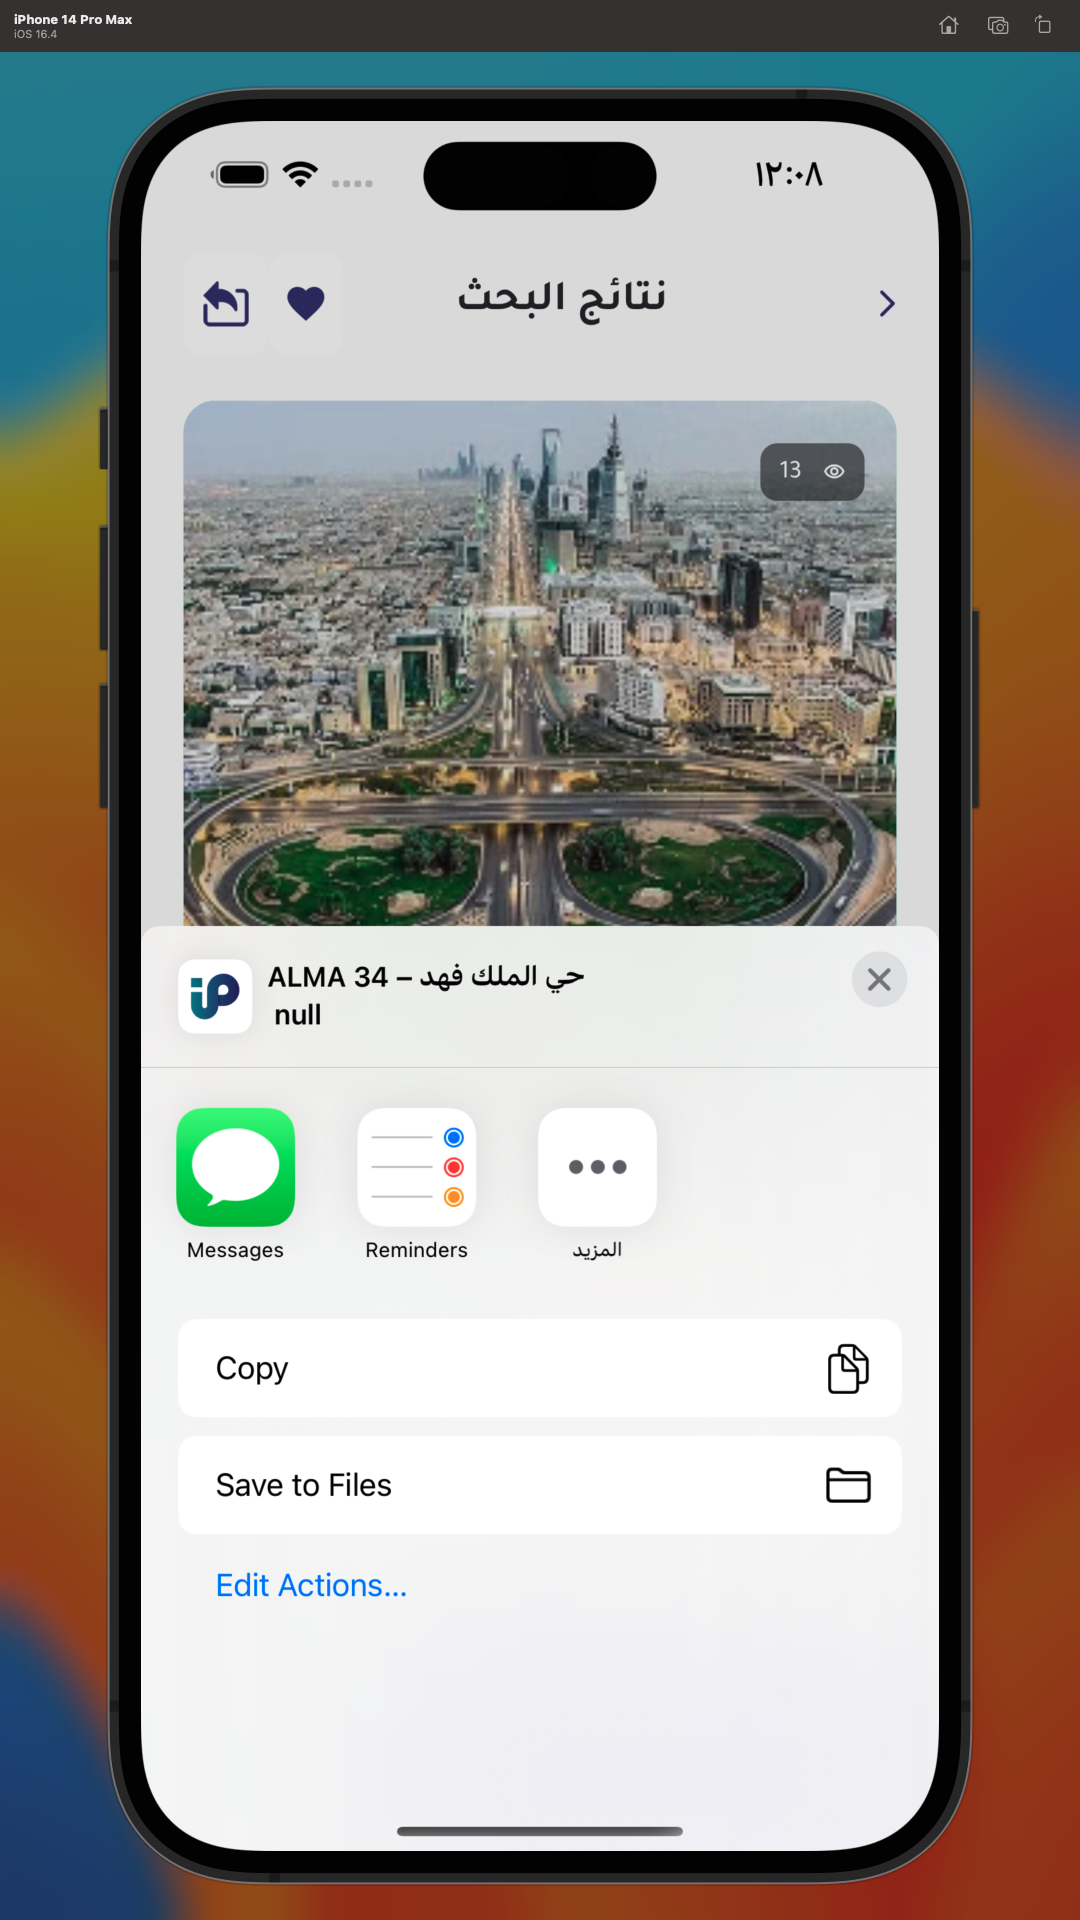 iPhone 14 Pro Max
iOS 16.4
١٢:٠٨
نتائج البحث
13
ip
ALMA 34 – حي الملك فهد
null
Messages
Reminders
المزيد
Copy
Save to Files
Edit Actions...